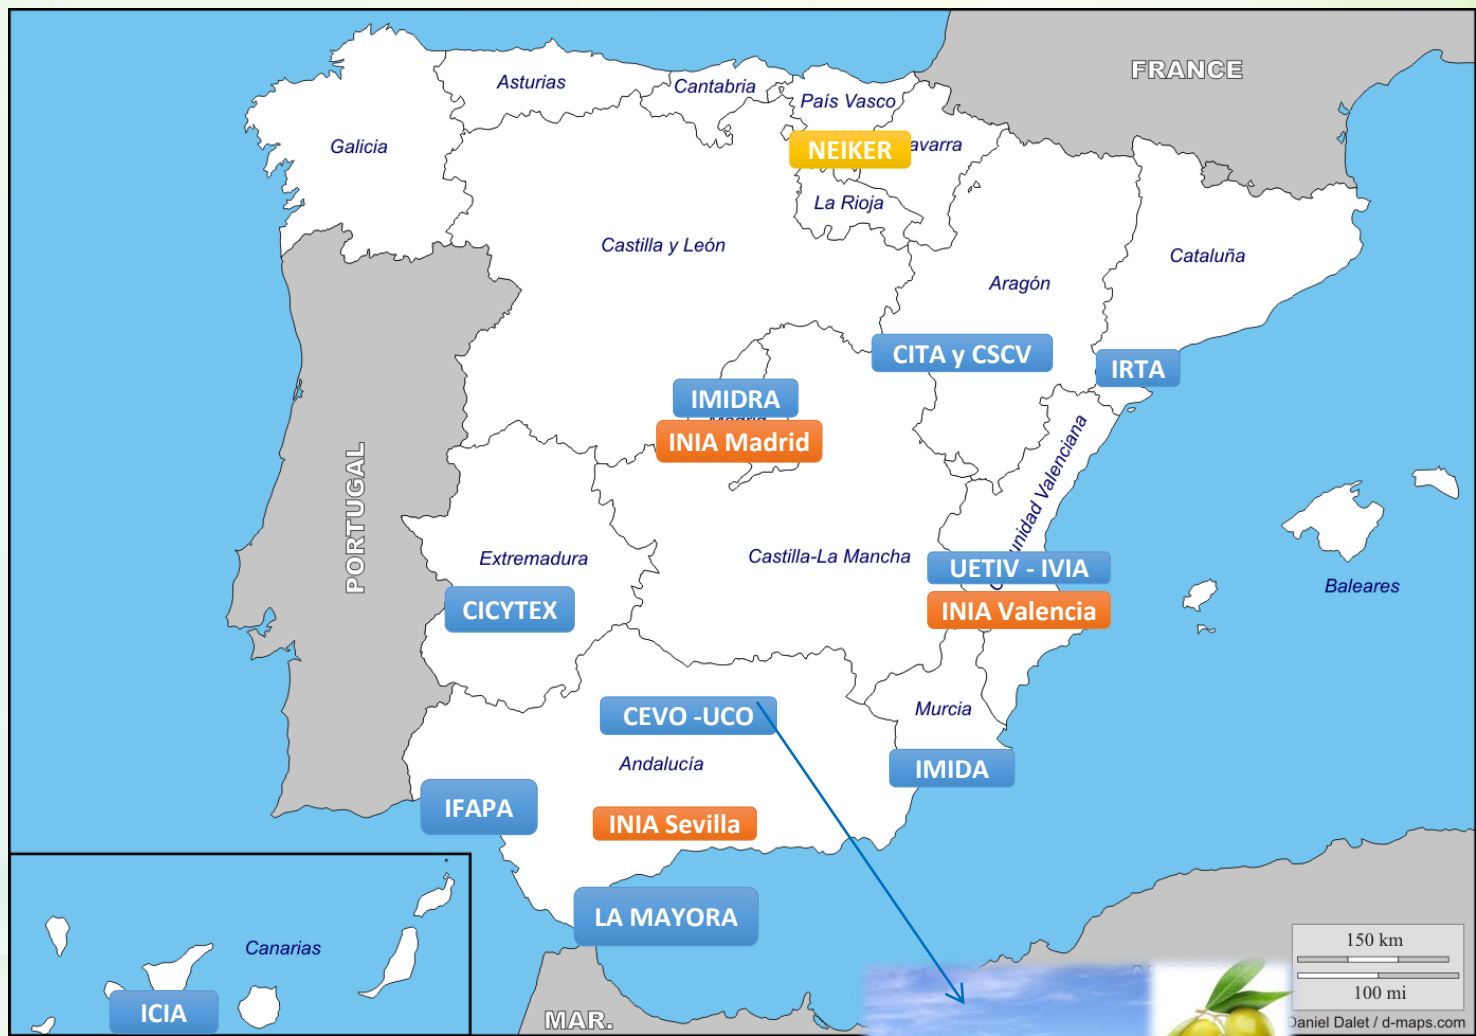 FRANCE
Asturias
Cantabria
País Vasco
Galicia
NEIKER
avarra
La Rioja
Castilla y León
Cataluña
Aragón
CITA y CSCV
IRTA
IMIDRA
INIA Madrid
PORTUGAL
unidad Valenciana
Extremadura
Castilla-La Mancha
UETIV - IVIA
Baleares
CICYTEX
INIA Valencia
CEVO -UCO
Murcia
Andalucía
IMIDA
IFAPA
INIA Sevilla
LA MAYORA
Canarias
150 km
100 mi
ICIA
MAR.
Daniel Dalet / d-maps.com